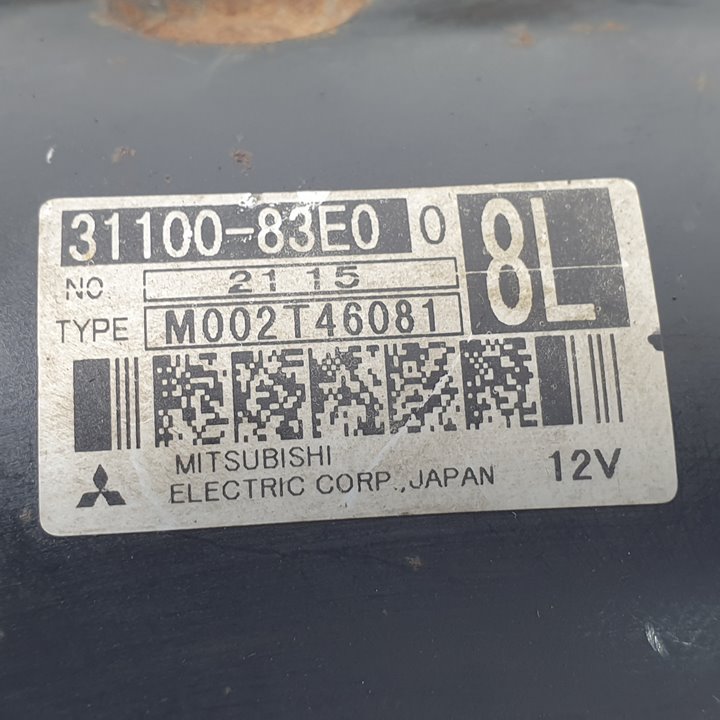 31100-83E0 0
8L
NO 21 15
TYPE M002T46081
MITSUBISHI
ELECTRIC CORP.,JAPAN 12V